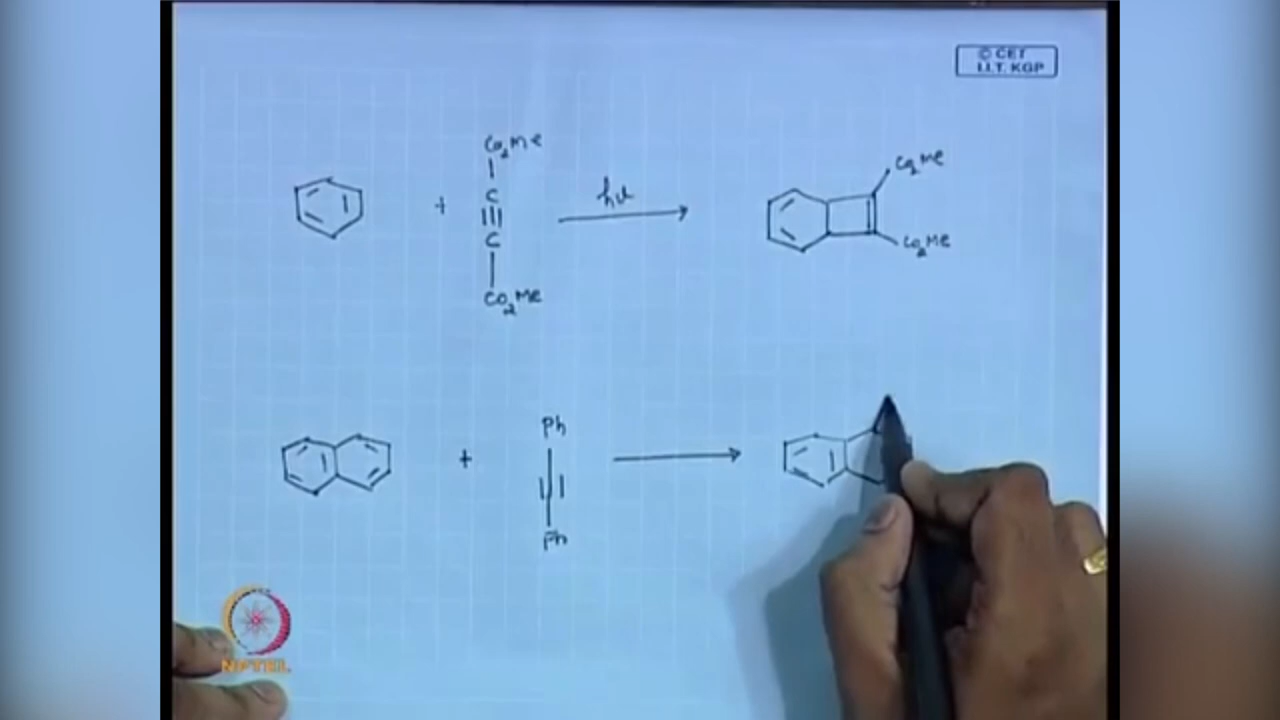 © CET
I.I.T. KGP
CO2Me
C
C
CO2Me
+
hν
CO2Me
CO2Me
Ph
+
Ph
NPTEL